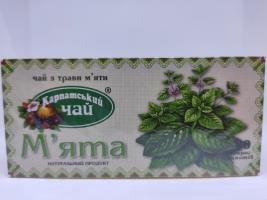 чай з трави м'яти
Карпатський
чай ®
М'ята
НАТУРАЛЬНИЙ ПРОДУКТ